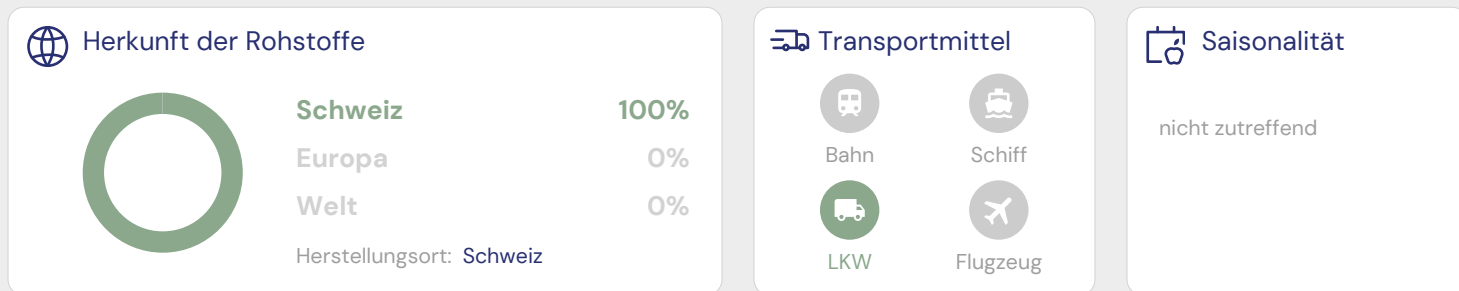 Herkunft der Rohstoffe
Schweiz 100%
Europa 0%
Welt 0%
Herstellungsort: Schweiz
Transportmittel
Bahn Schiff
LKW Flugzeug
Saisonalität
nicht zutreffend